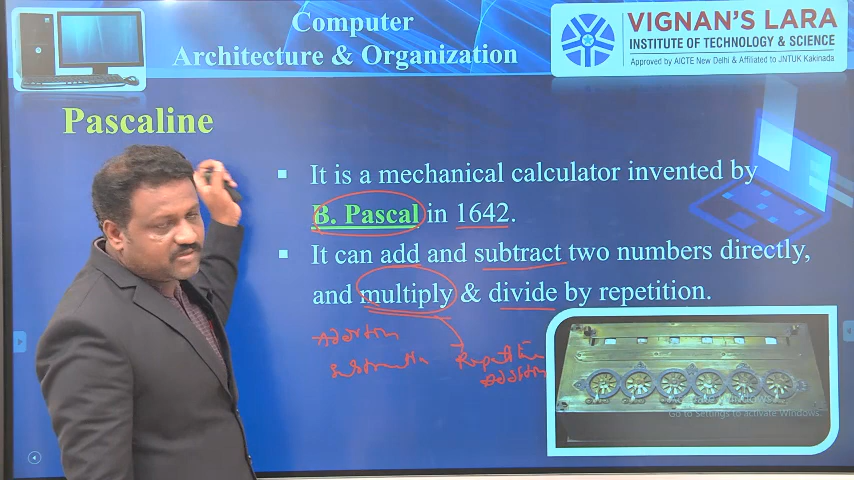 Computer
Architecture & Organization
VIGNAN'S LARA
INSTITUTE OF TECHNOLOGY & SCIENCE
Approved by AICTE New Delhi & Affiliated to JNTUK Kakinada
Pascaline
▪ It is a mechanical calculator invented by
B. Pascal in 1642.
▪ It can add and subtract two numbers directly,
and multiply & divide by repetition.
Addition
Addition
Activate Windows
Go to Settings to activate Windows.